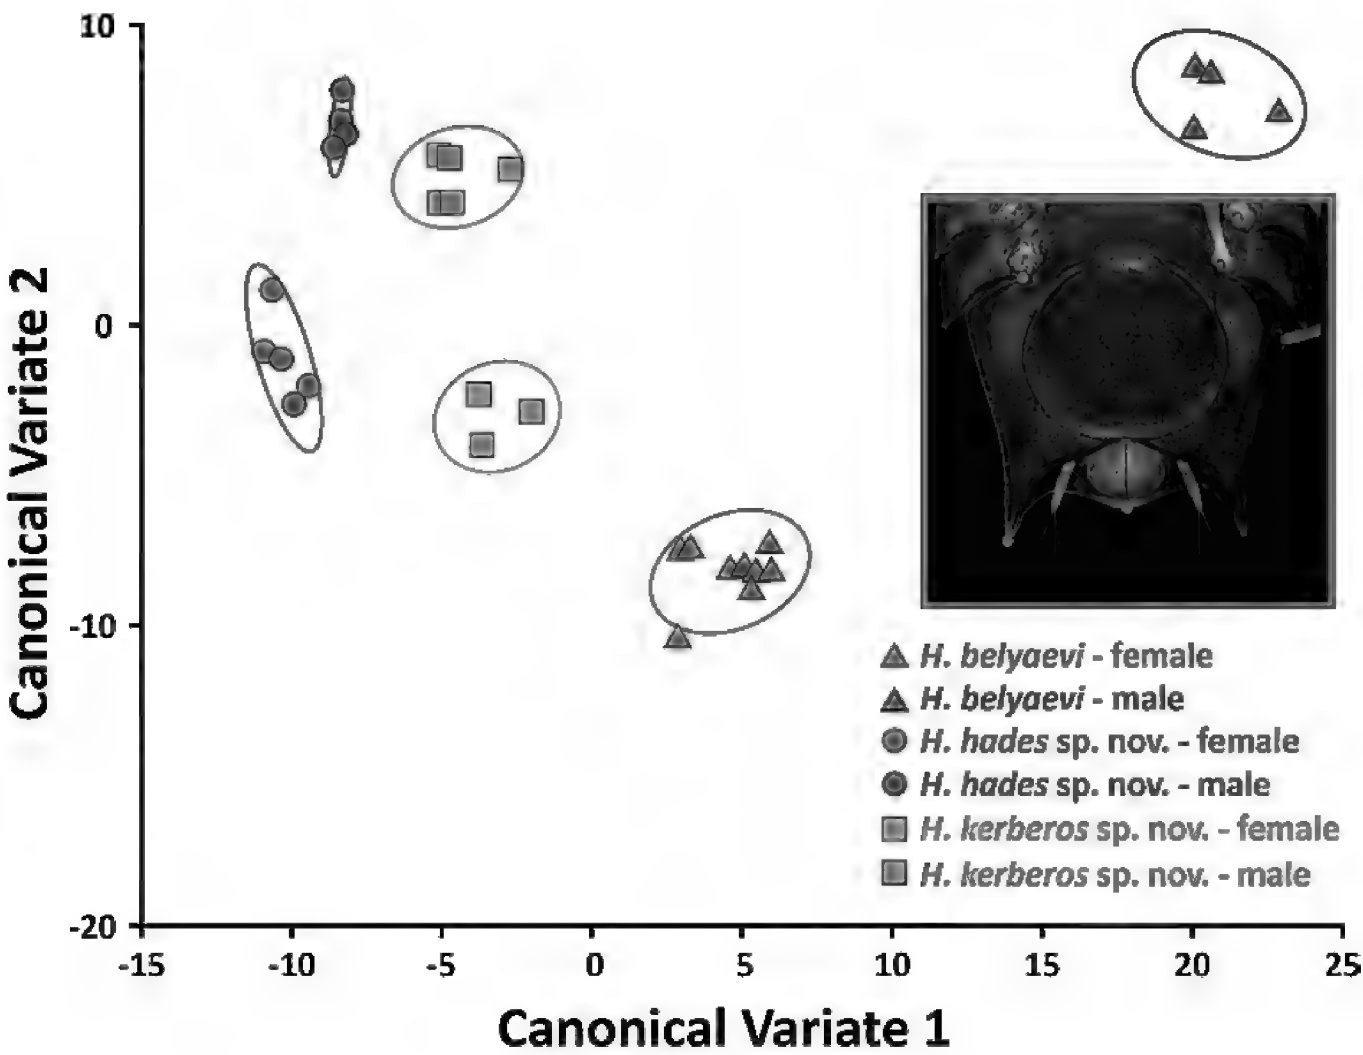 10
0
-10
-20
Canonical Variate 2
-15 -10 -5 0 5 10 15 20 25
Canonical Variate 1
H. belyaevi - female
H. belyaevi - male
H. hades sp. nov. - female
H. hades sp. nov. - male
H. kerberos sp. nov. - female
H. kerberos sp. nov. - male